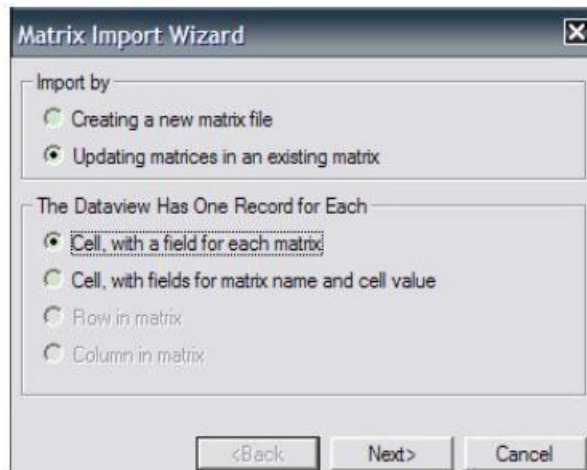 Matrix Import Wizard
Import by
Creating a new matrix file
Updating matrices in an existing matrix
The Dataview Has One Record for Each
Cell, with a field for each matrix
Cell, with fields for matrix name and cell value
Row in matrix
Column in matrix
<Back Next> Cancel